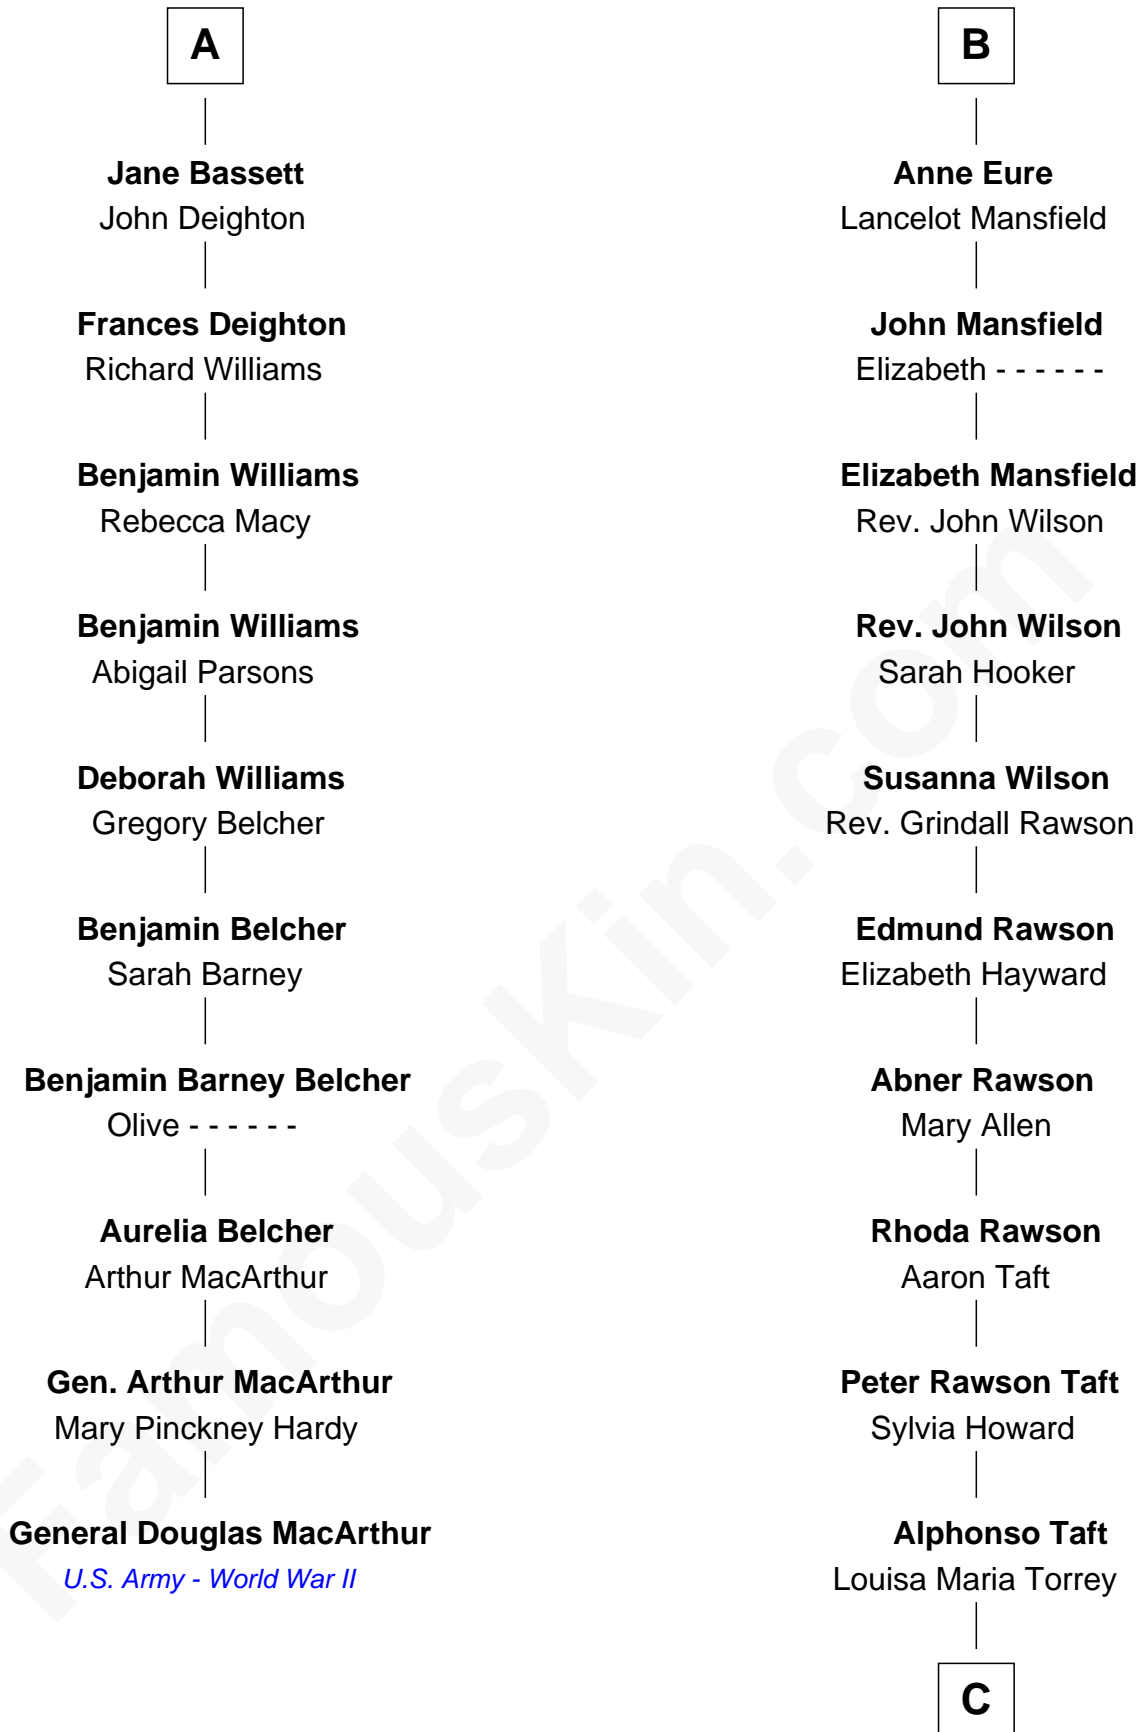 A
Jane Bassett
John Deighton
Frances Deighton
Richard Williams
Benjamin Williams
Rebecca Macy
Benjamin Williams
Abigail Parsons
Deborah Williams
Gregory Belcher
Benjamin Belcher
Sarah Barney
Benjamin Barney Belcher
Olive - - - - - -
Aurelia Belcher
Arthur MacArthur
Gen. Arthur MacArthur
Mary Pinckney Hardy
General Douglas MacArthur
U.S. Army - World War II
B
Anne Eure
Lancelot Mansfield
John Mansfield
Elizabeth - - - - - -
Elizabeth Mansfield
Rev. John Wilson
Rev. John Wilson
Sarah Hooker
Susanna Wilson
Rev. Grindall Rawson
Edmund Rawson
Elizabeth Hayward
Abner Rawson
Mary Allen
Rhoda Rawson
Aaron Taft
Peter Rawson Taft
Sylvia Howard
Alphonso Taft
Louisa Maria Torrey
C
FamousKin.com